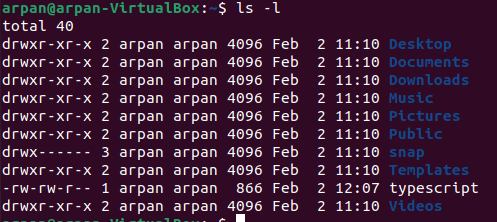 arpan@arpan-VirtualBox:~$ ls -l
total 40
drwxr-xr-x 2 arpan arpan 4096 Feb  2 11:10 Desktop
drwxr-xr-x 2 arpan arpan 4096 Feb  2 11:10 Documents
drwxr-xr-x 2 arpan arpan 4096 Feb  2 11:10 Downloads
drwxr-xr-x 2 arpan arpan 4096 Feb  2 11:10 Music
drwxr-xr-x 2 arpan arpan 4096 Feb  2 11:10 Pictures
drwxr-xr-x 2 arpan arpan 4096 Feb  2 11:10 Public
drwx------ 3 arpan arpan 4096 Feb  2 11:10 snap
drwxr-xr-x 2 arpan arpan 4096 Feb  2 11:10 Templates
-rw-rw-r-- 1 arpan arpan  866 Feb  2 12:07 typescript
drwxr-xr-x 2 arpan arpan 4096 Feb  2 11:10 Videos
arpan@arpan-VirtualBox:~$